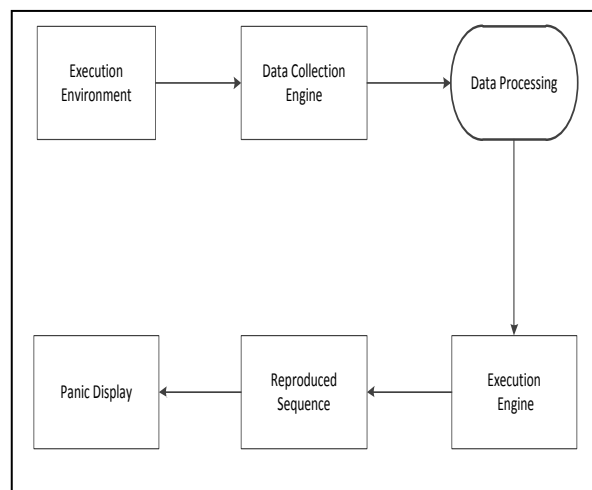 Execution
Environment
Data Collection
Engine
Data Processing
Panic Display
Reproduced
Sequence
Execution
Engine